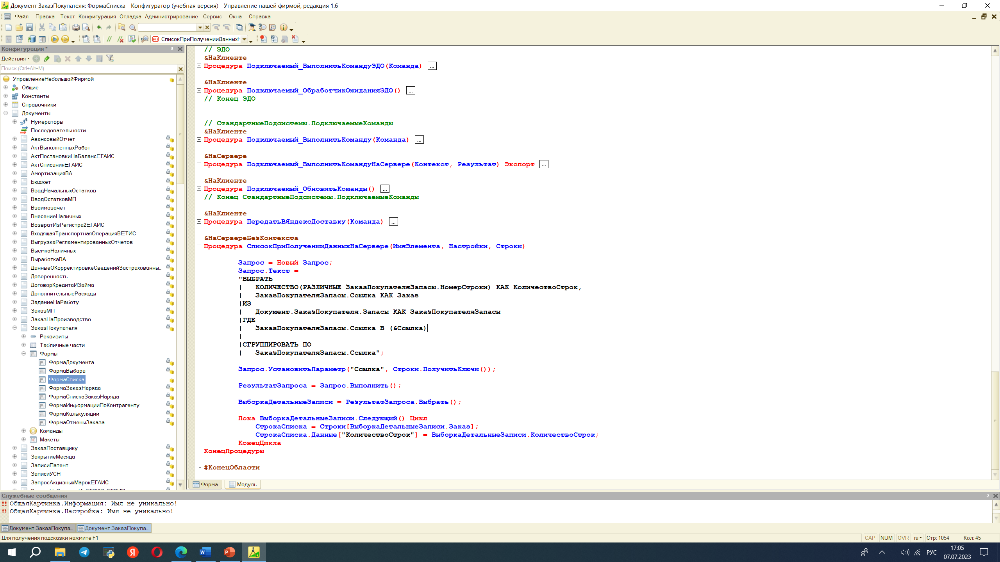 Документ ЗаказПокупателя: ФормаСписка - Конфигуратор (учебная версия) - Управление нашей фирмой, редакция 1.6
Файл Правка Текст Конфигурация Отладка Администрирование Сервис Окна Справка
СписокПриПолученииДанныхН
Конфигурация *
Действия
Поиск (Ctrl+Alt+M)
УправлениеНебольшойФирмой
Общие
Константы
Справочники
Документы
Нумераторы
Последовательности
АвансовыйОтчет
АктВыполненныхРабот
АктПостановкиНаБалансЕГАИС
АктСписанияЕГАИС
АмортизацияВА
Бюджет
ВводНачальныхОстатков
ВводОстатковМП
Взаимозачет
ВнесениеНаличных
ВозвратИзРегистра2ЕГАИС
ВходящаяТранспортнаяОперацияВЕТИС
ВыгрузкаРегламентированныхОтчетов
ВыемкаНаличных
ВыработкаВА
ДанныеОКорректировкеСведенийЗастрахованны...
Доверенность
ДоговорКредитаИЗайма
ДополнительныеРасходы
ЗаданиеНаРаботу
ЗаказМП
ЗаказНаПроизводство
ЗаказПокупателя
Реквизиты
Табличные части
Формы
ФормаДокумента
ФормаВыбора
ФормаСписка
ФормаЗаказНаряда
ФормаСпискаЗаказНаряда
ФормаИнформацииПоКонтрагенту
ФормаКалькуляции
ФормаОтменыЗаказа
Команды
Макеты
ЗаказПоставщику
ЗакрытиеМесяца
ЗаписиПатент
ЗаписиУСН
ЗапросАкцизныхМарокЕГАИС
// ЭДО
&НаКлиенте
Процедура Подключаемый_ВыполнитьКомандуЭДО(Команда) ...
&НаКлиенте
Процедура Подключаемый_ОбработчикОжиданияЭДО() ...
// Конец ЭДО
// СтандартныеПодсистемы.ПодключаемыеКоманды
&НаКлиенте
Процедура Подключаемый_ВыполнитьКоманду(Команда) ...
&НаСервере
Процедура Подключаемый_ВыполнитьКомандуНаСервере(Контекст, Результат) Экспорт ...
&НаКлиенте
Процедура Подключаемый_ОбновитьКоманды() ...
// Конец СтандартныеПодсистемы.ПодключаемыеКоманды
&НаКлиенте
Процедура ПередатьВЯндексДоставку(Команда) ...
&НаСервереБезКонтекста
Процедура СписокПриПолученииДанныхНаСервере(ИмяЭлемента, Настройки, Строки)
Запрос = Новый Запрос;
Запрос.Текст =
"ВЫБРАТЬ
| КОЛИЧЕСТВО(РАЗЛИЧНЫЕ ЗаказПокупателяЗапасы.НомерСтроки) КАК КоличествоСтрок,
| ЗаказПокупателяЗапасы.Ссылка КАК Заказ
|ИЗ
| Документ.ЗаказПокупателя.Запасы КАК ЗаказПокупателяЗапасы
|ГДЕ
| ЗаказПокупателяЗапасы.Ссылка В (&Ссылка)
|
|СГРУППИРОВАТЬ ПО
| ЗаказПокупателяЗапасы.Ссылка";
Запрос.УстановитьПараметр("Ссылка", Строки.ПолучитьКлючи());
РезультатЗапроса = Запрос.Выполнить();
ВыборкаДетальныеЗаписи = РезультатЗапроса.Выбрать();
Пока ВыборкаДетальныеЗаписи.Следующий() Цикл
СтрокаСписка = Строки[ВыборкаДетальныеЗаписи.Заказ];
СтрокаСписка.Данные["КоличествоСтрок"] = ВыборкаДетальныеЗаписи.КоличествоСтрок;
КонецЦикла
КонецПроцедуры
#КонецОбласти
Форма Модуль
Служебные сообщения
ОбщаяКартинка.Информация: Имя не уникально!
ОбщаяКартинка.Настройка: Имя не уникально!
Документ ЗаказПокупа... Документ ЗаказПокупа...
Для получения подсказки нажмите F1 CAP NUM OVR ru Стр: 1054 Кол: 45
РУС 17:05
07.07.2023